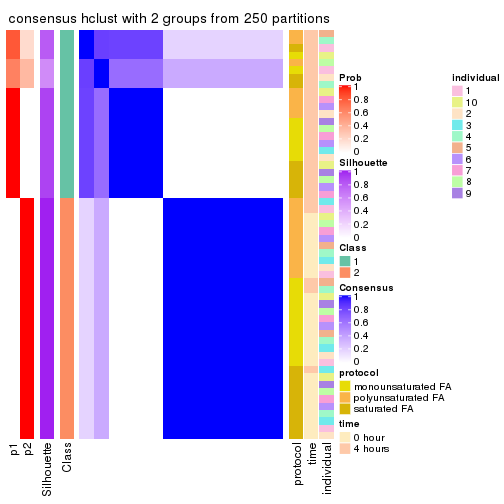 consensus hclust with 2 groups from 250 partitions
p1
p2
Silhouette
Class
protocol
time
individual
Prob
1
0.8
0.6
0.4
0.2
0
Silhouette
1
0.8
0.6
0.4
0.2
0
Class
1
2
Consensus
1
0.8
0.6
0.4
0.2
0
protocol
monounsaturated FA
polyunsaturated FA
saturated FA
time
0 hour
4 hours
individual
1
10
2
3
4
5
6
7
8
9